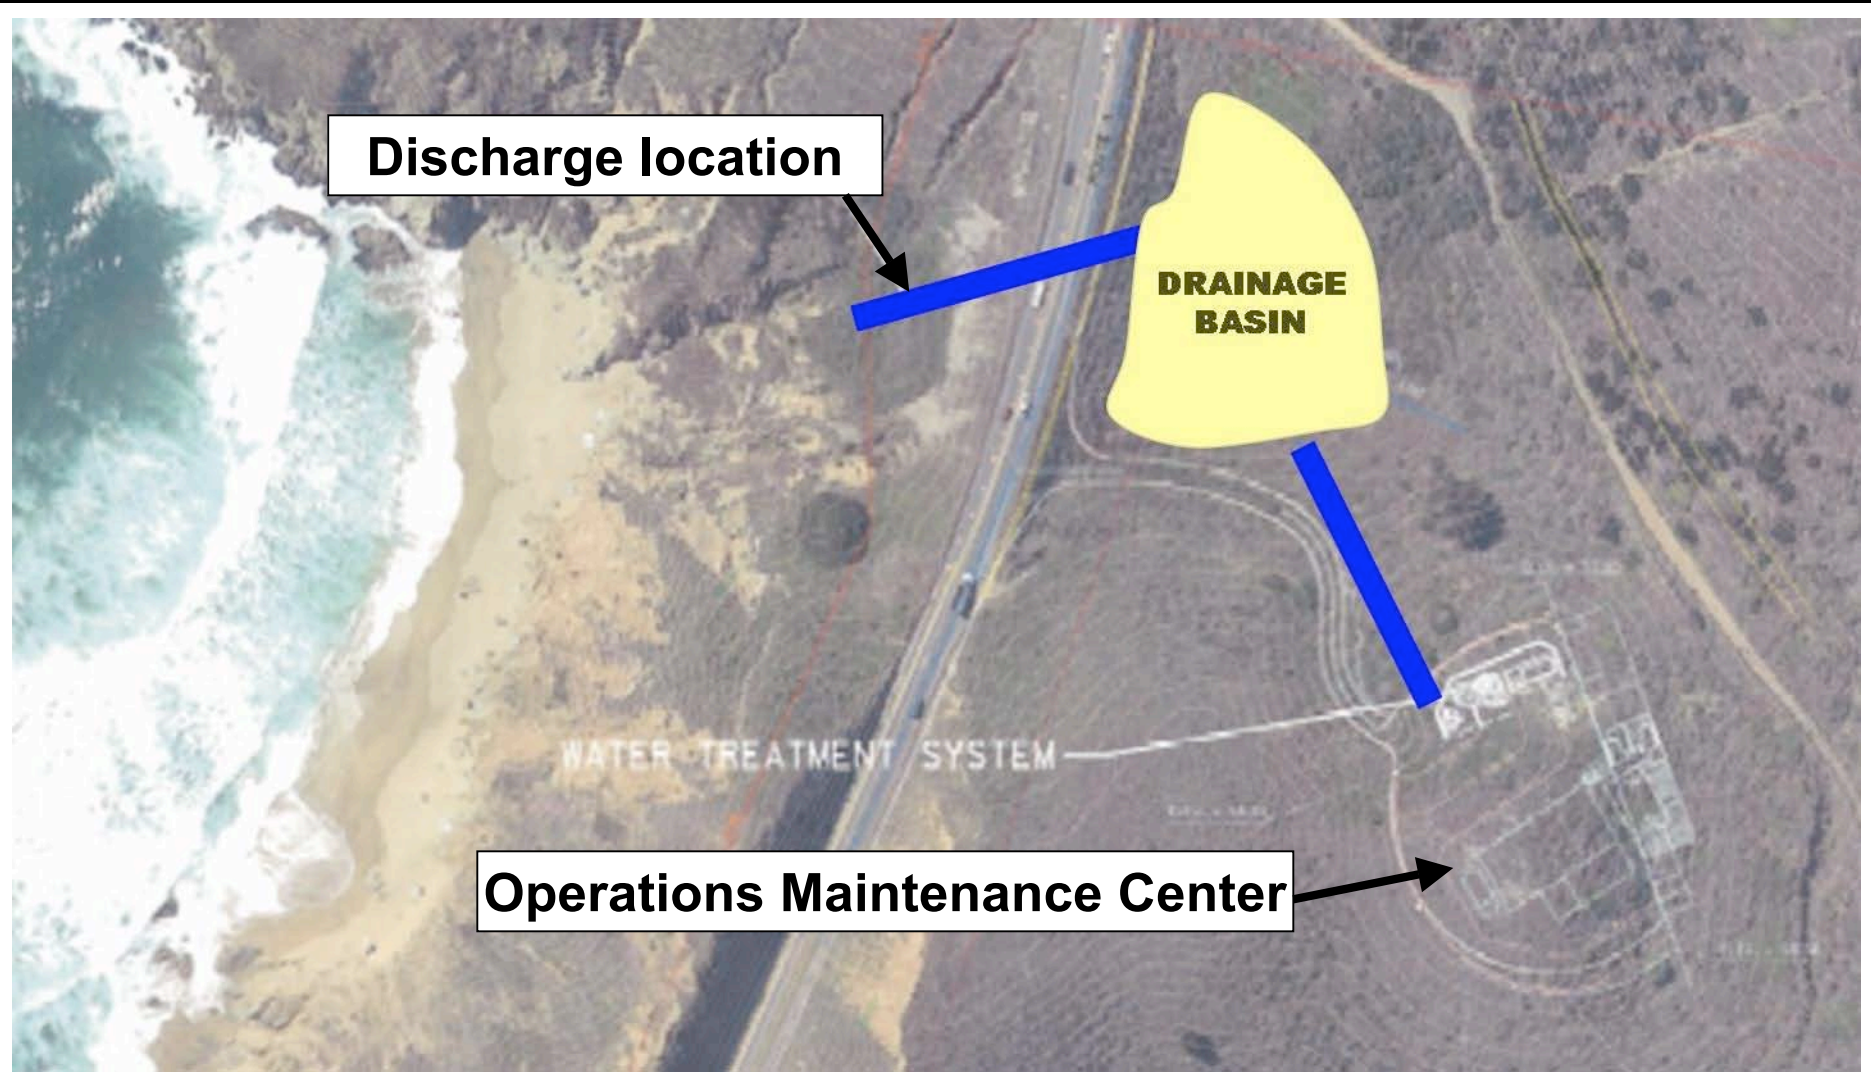 Discharge location
DRAINAGE
BASIN
WATER TREATMENT SYSTEM
Operations Maintenance Center